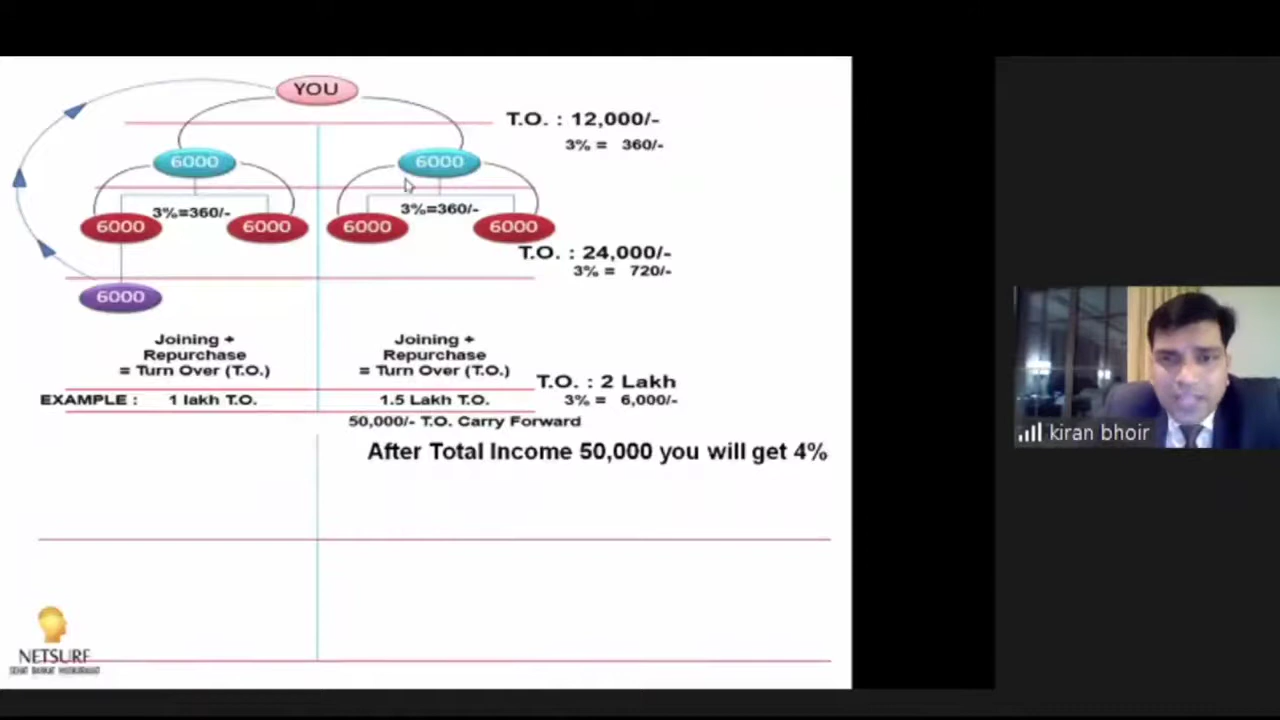 YOU
T.O. : 12,000/-
3% = 360/-
6000
6000
3%=360/-
3%=360/-
6000
6000
6000
6000
T.O. : 24,000/-
3% = 720/-
6000
Joining +
Repurchase
= Turn Over (T.O.)
Joining +
Repurchase
= Turn Over (T.O.)
T.O. : 2 Lakh
3% = 6,000/-
EXAMPLE : 1 lakh T.O. 1.5 Lakh T.O.
50,000/- T.O. Carry Forward
After Total Income 50,000 you will get 4%
kiran bhoir
NETSURF